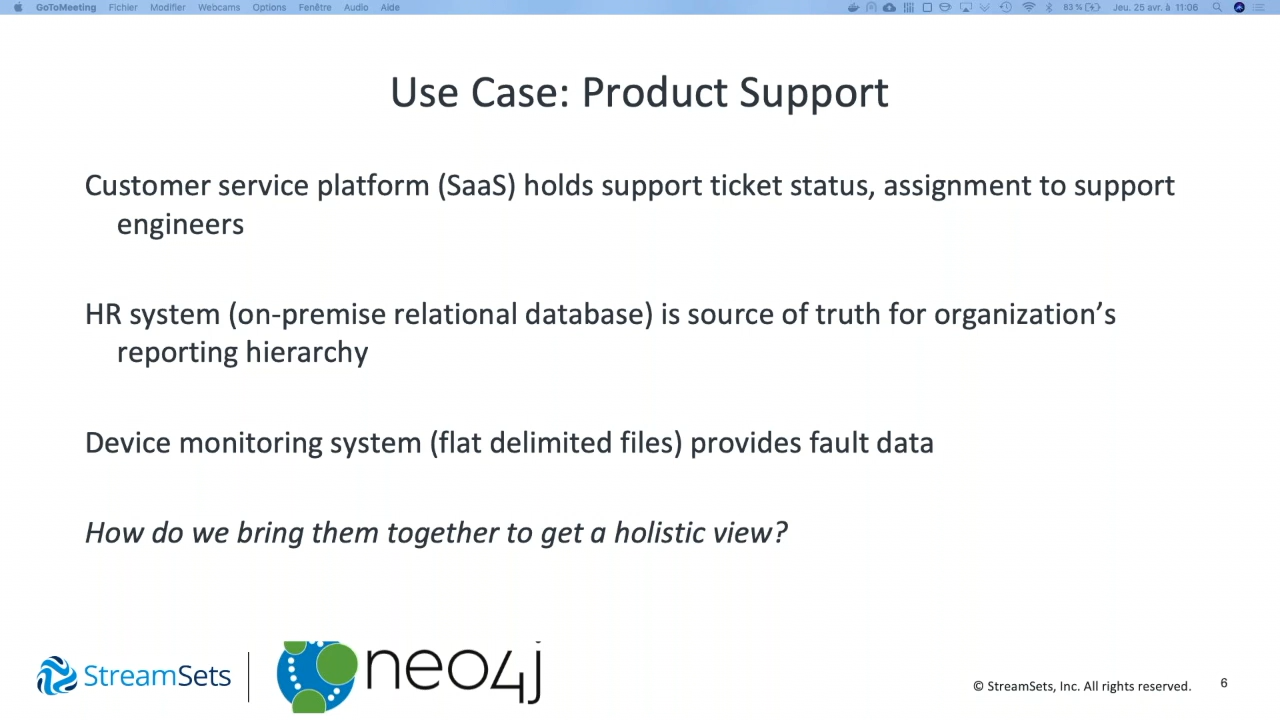 GoToMeeting Fichier Modifier Webcams Options Fenêtre Audio Aide 83 % Jeu. 25 avr. à 11:06
Use Case: Product Support
Customer service platform (SaaS) holds support ticket status, assignment to support
engineers
HR system (on-premise relational database) is source of truth for organization’s
reporting hierarchy
Device monitoring system (flat delimited files) provides fault data
How do we bring them together to get a holistic view?
StreamSets
neo4j
© StreamSets, Inc. All rights reserved. 6